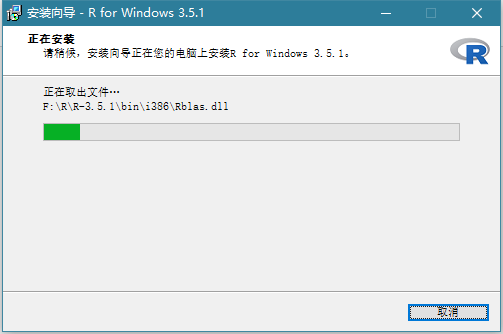 安装向导 - R for Windows 3.5.1
正在安装
请稍候，安装向导正在您的电脑上安装R for Windows 3.5.1。
R
正在取出文件…
F:\R\R-3.5.1\bin\i386\Rblas.dll
取消